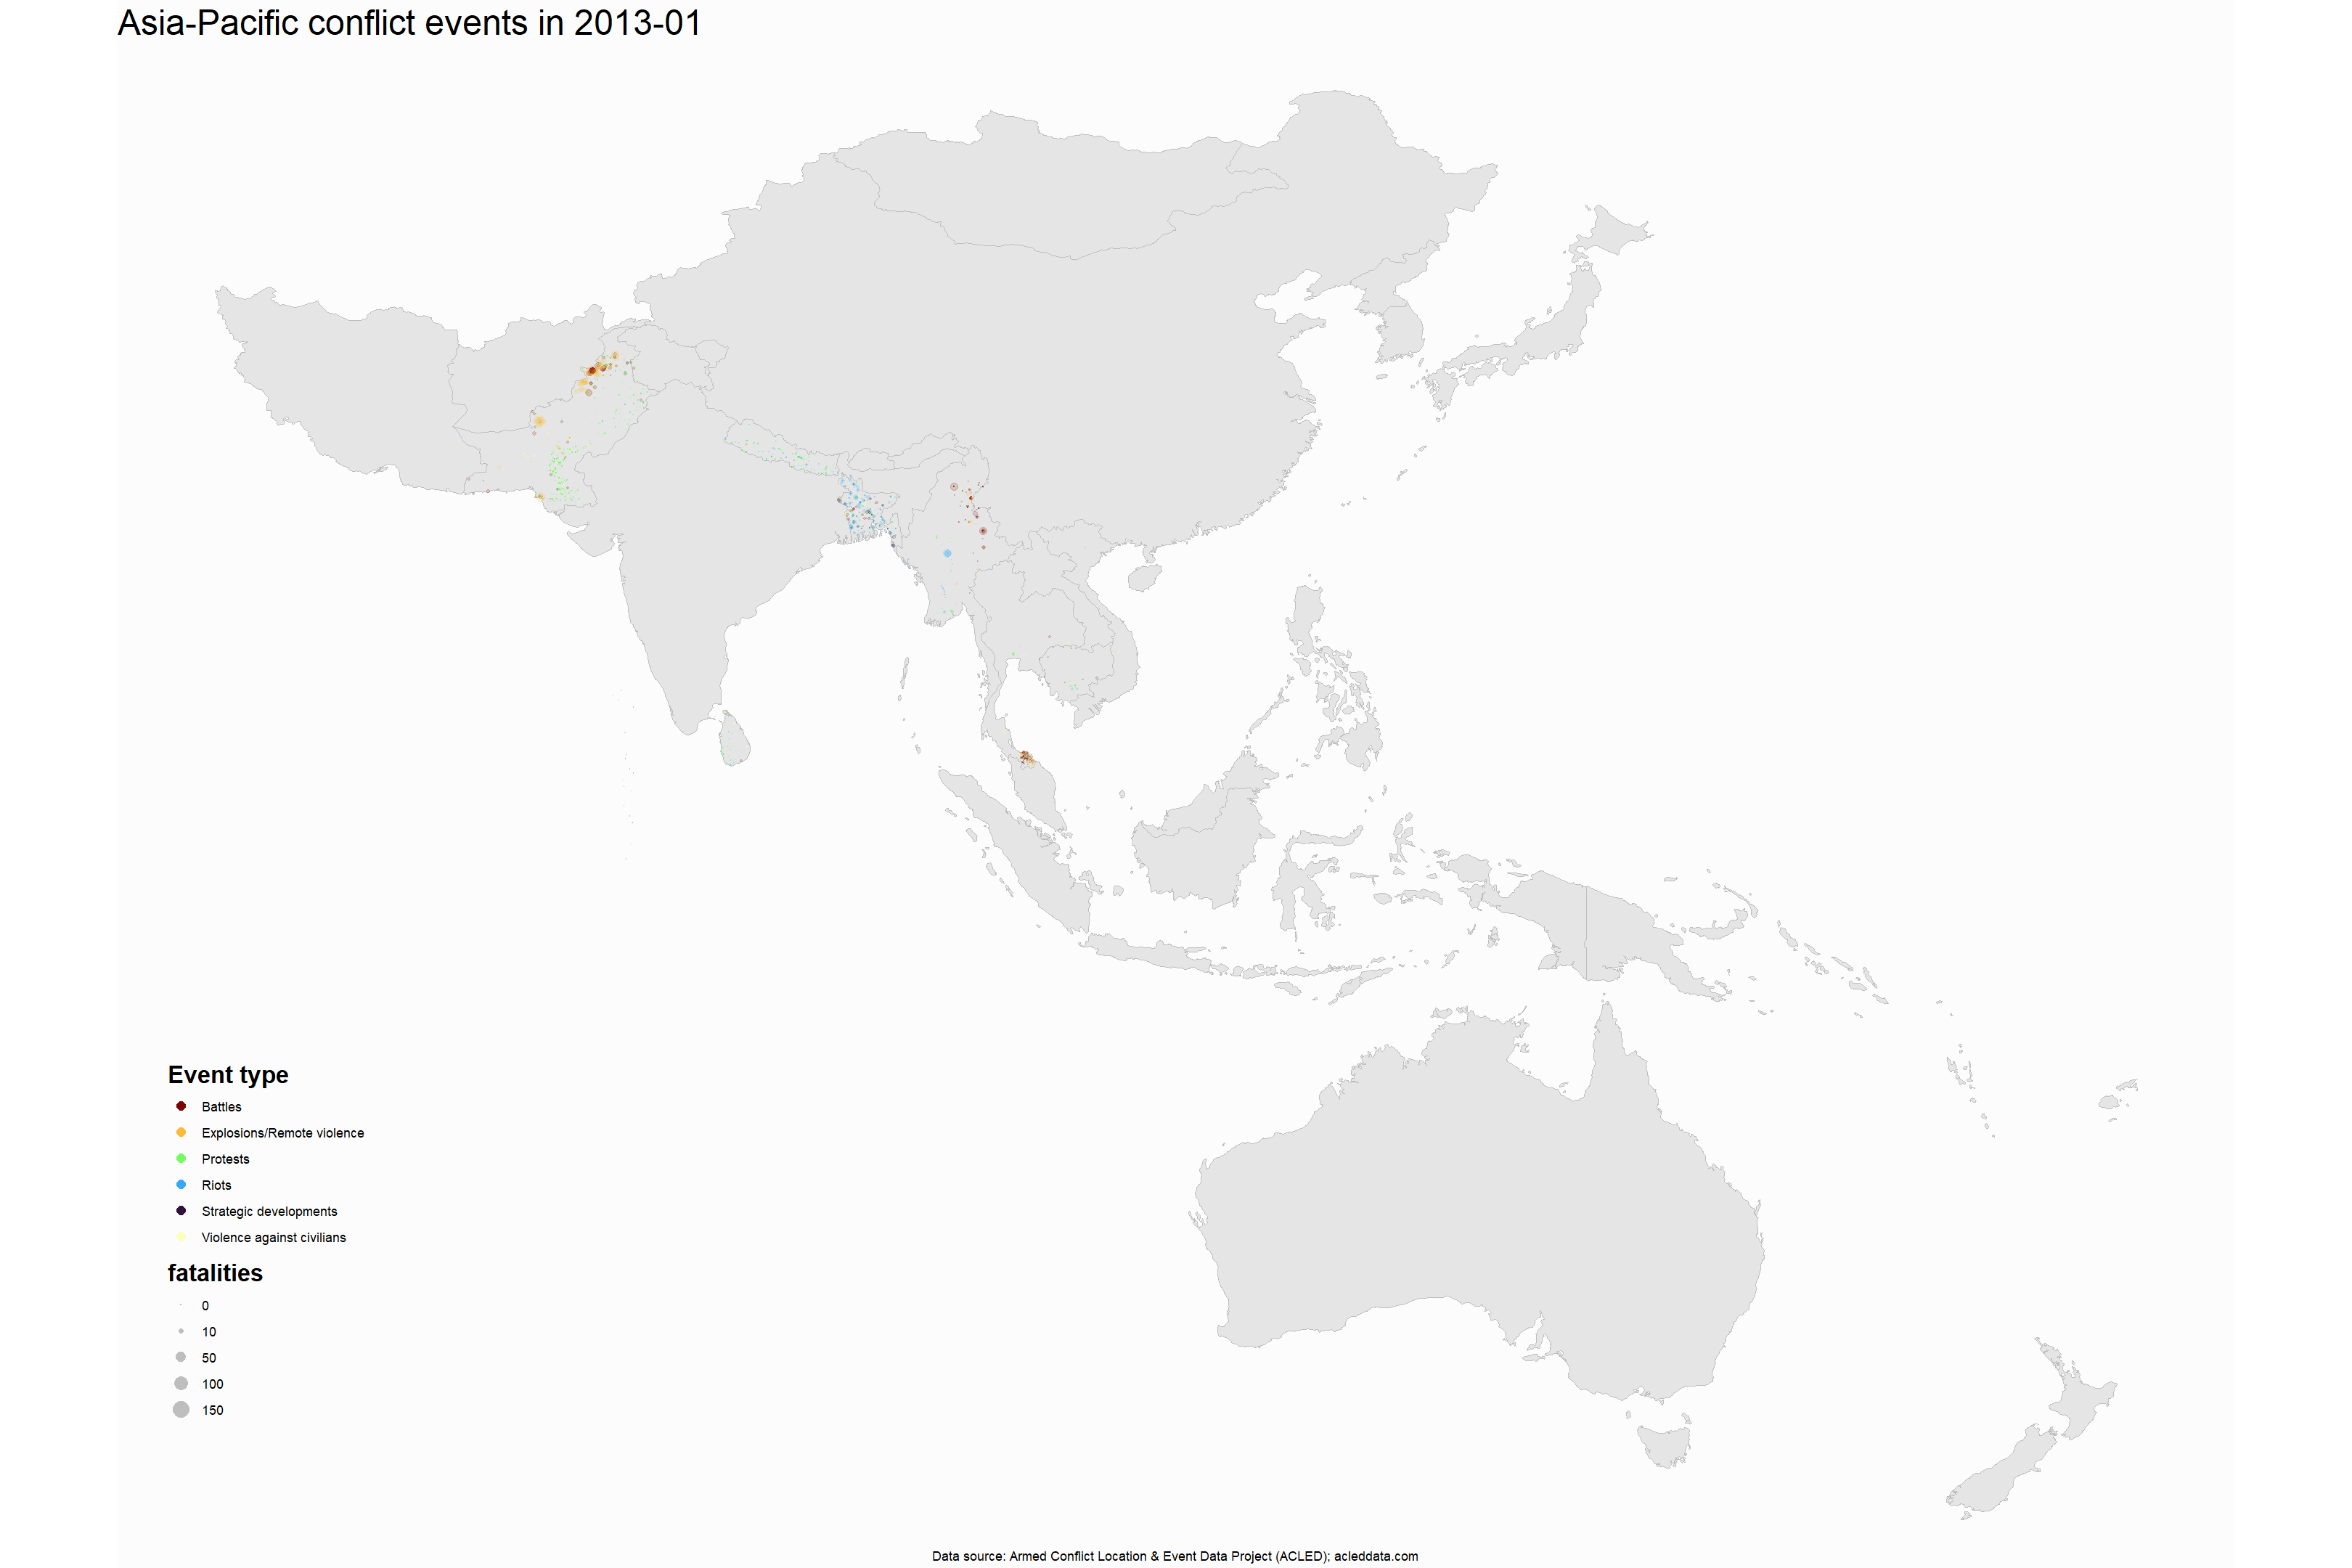 Asia-Pacific conflict events in 2013-01
Event type
Battles
Explosions/Remote violence
Protests
Riots
Strategic developments
Violence against civilians
fatalities
0
10
50
100
150
Data source: Armed Conflict Location & Event Data Project (ACLED); acleddata.com